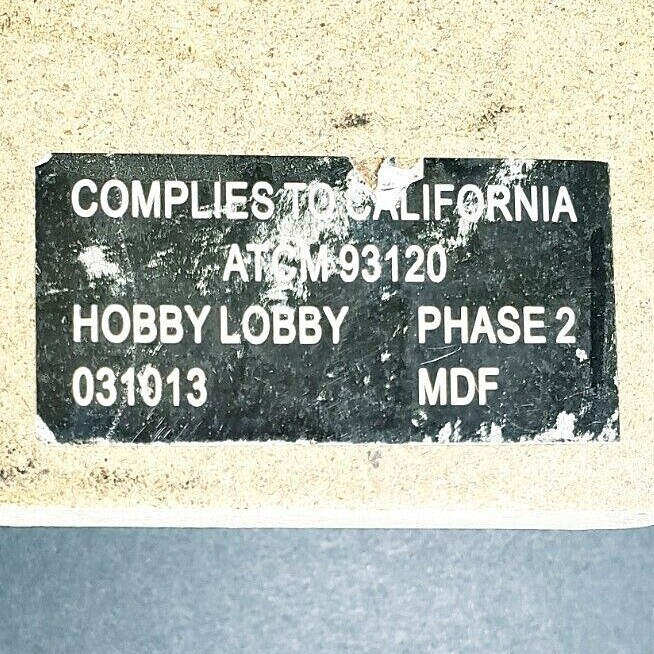 COMPLIES TO CALIFORNIA
ATCM 93120
HOBBY LOBBY PHASE 2
031013 MDF